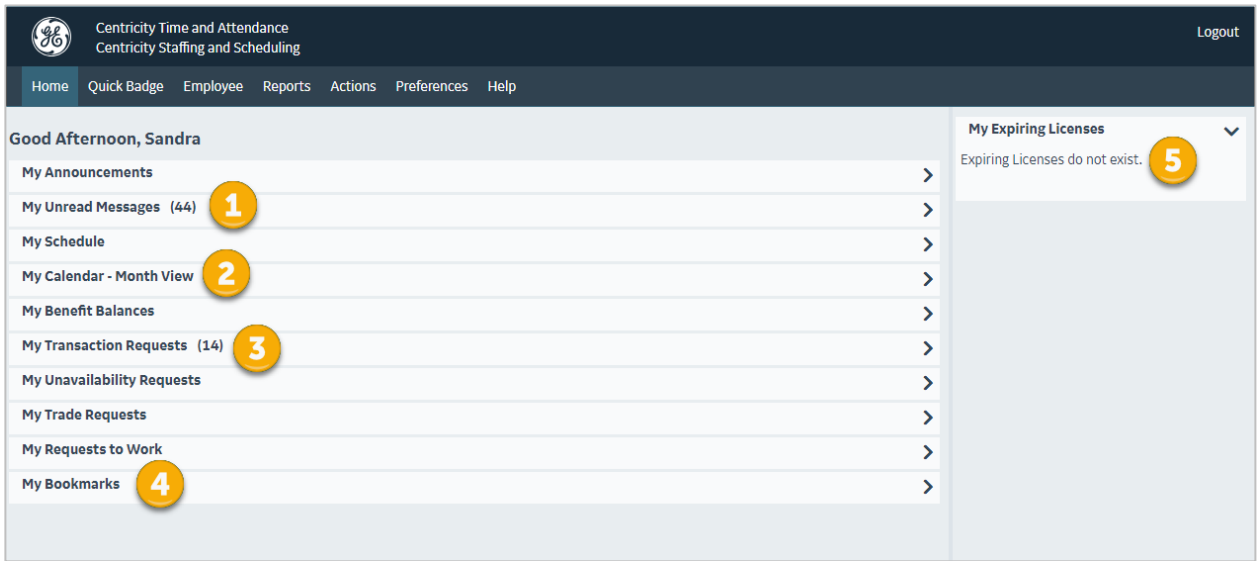 Centricity Time and Attendance
Centricity Staffing and Scheduling
Logout
Home Quick Badge Employee Reports Actions Preferences Help
Good Afternoon, Sandra
My Announcements
My Unread Messages (44) 1
My Schedule
My Calendar - Month View 2
My Benefit Balances
My Transaction Requests (14) 3
My Unavailability Requests
My Trade Requests
My Requests to Work
My Bookmarks 4
My Expiring Licenses
Expiring Licenses do not exist. 5